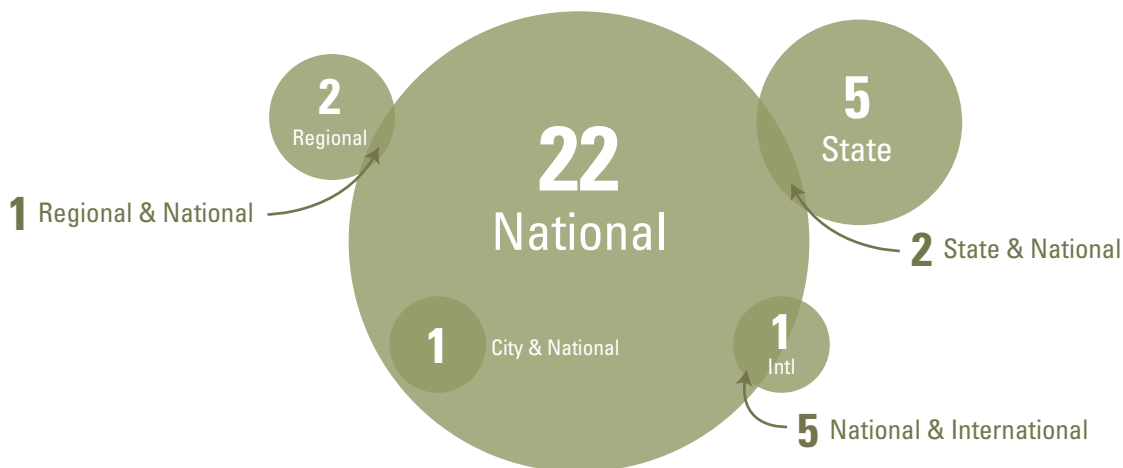 2
Regional
22
National
5
State
1 Regional & National
2 State & National
1
City & National
1
Intl
5 National & International